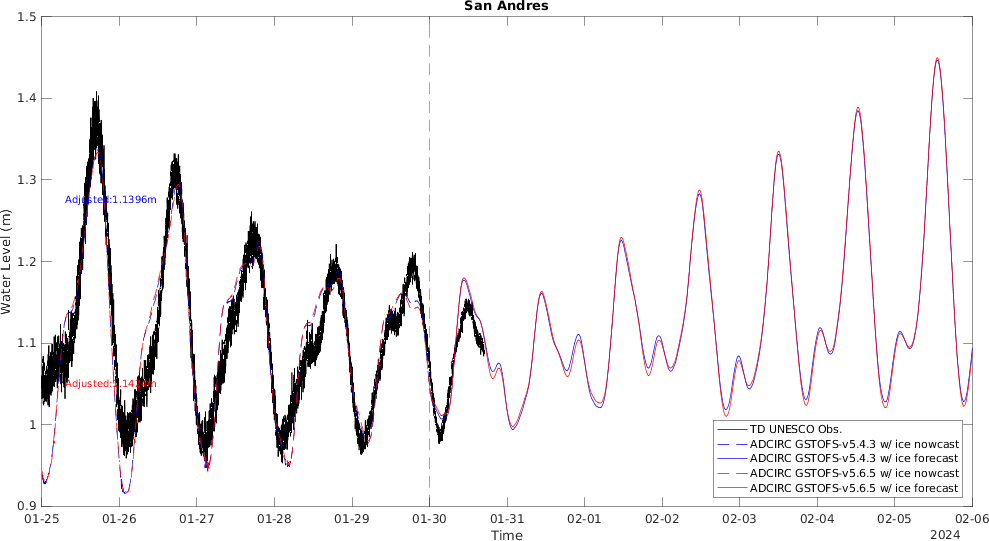 San Andres
Water Level (m)
1.5
1.4
1.3
1.2
1.1
1
0.9
Adjusted:1.1396m
01-25
01-26
01-27
01-28
01-29
01-30
01-31
02-01
02-02
02-03
02-04
02-05
02-06
Time
2024
TD UNESCO Obs.
ADCIRC GSTOFS-v5.4.3 w/ ice nowcast
ADCIRC GSTOFS-v5.4.3 w/ ice forecast
ADCIRC GSTOFS-v5.6.5 w/ ice nowcast
ADCIRC GSTOFS-v5.6.5 w/ ice forecast